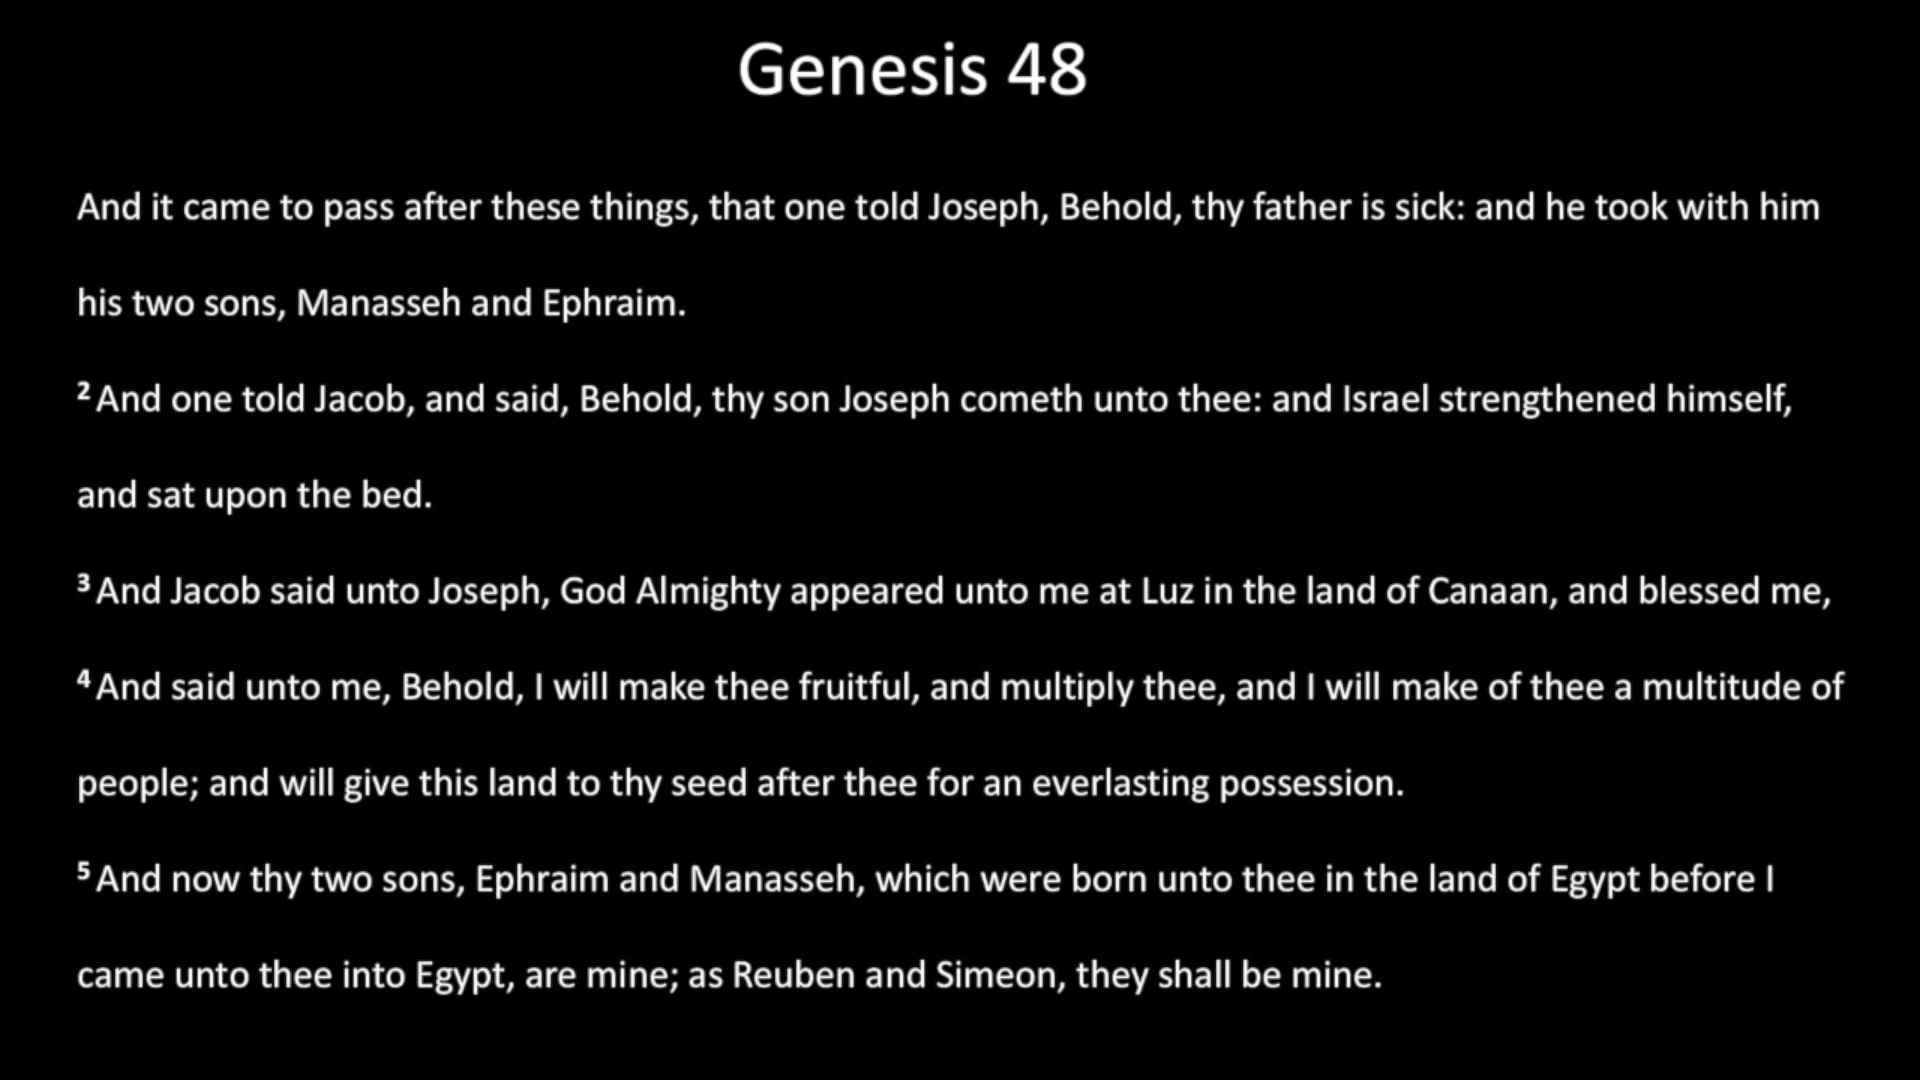 Genesis 48
And it came to pass after these things, that one told Joseph, Behold, thy father is sick: and he took with him
his two sons, Manasseh and Ephraim.
2 And one told Jacob, and said, Behold, thy son Joseph cometh unto thee: and Israel strengthened himself,
and sat upon the bed.
3 And Jacob said unto Joseph, God Almighty appeared unto me at Luz in the land of Canaan, and blessed me,
4 And said unto me, Behold, I will make thee fruitful, and multiply thee, and I will make of thee a multitude of
people; and will give this land to thy seed after thee for an everlasting possession.
5 And now thy two sons, Ephraim and Manasseh, which were born unto thee in the land of Egypt before I
came unto thee into Egypt, are mine; as Reuben and Simeon, they shall be mine.